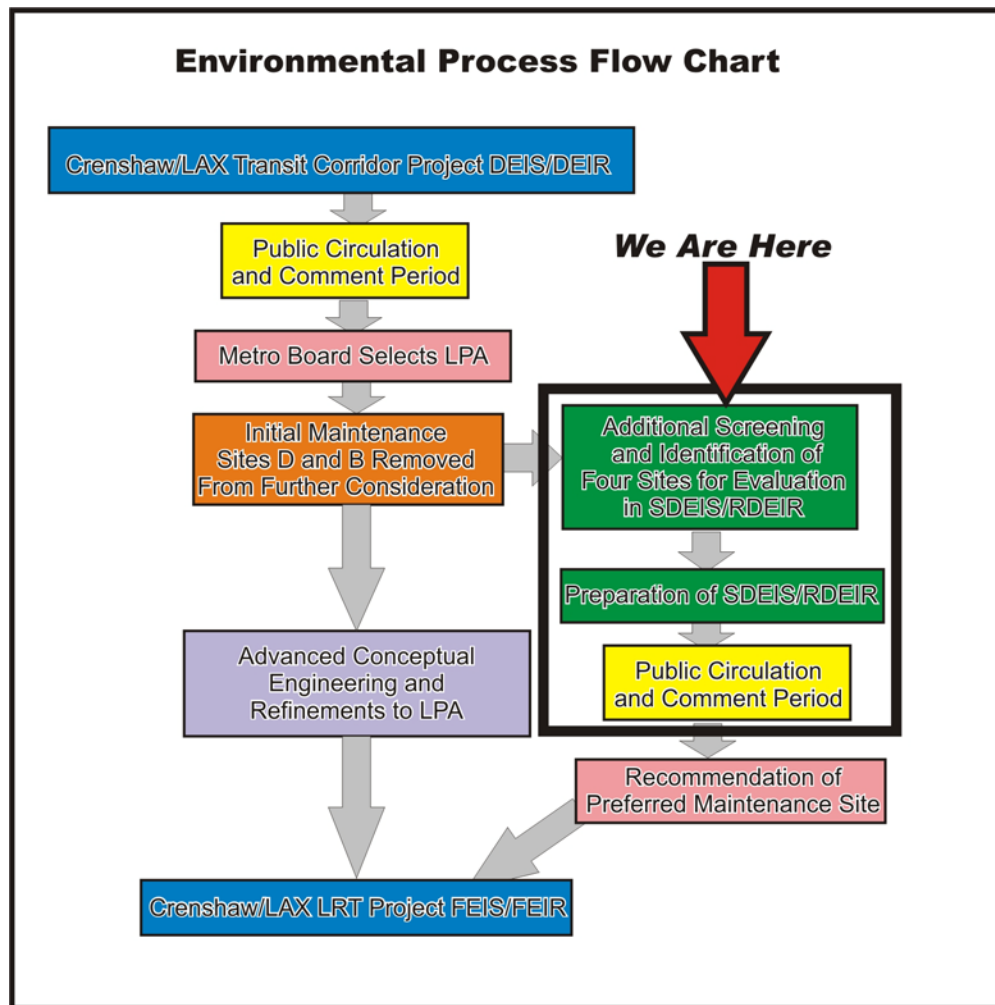 Environmental Process Flow Chart
Crenshaw/LAX Transit Corridor Project DEIS/DEIR
Public Circulation
and Comment Period
Metro Board Selects LPA
Initial Maintenance
Sites D and B Removed
From Further Consideration
We Are Here
Additional Screening
and Identification of
Four Sites for Evaluation
in SDEIS/RDEIR
Preparation of SDEIS/RDEIR
Public Circulation
and Comment Period
Advanced Conceptual
Engineering and
Refinements to LPA
Recommendation of
Preferred Maintenance Site
Crenshaw/LAX LRT Project FEIS/FEIR